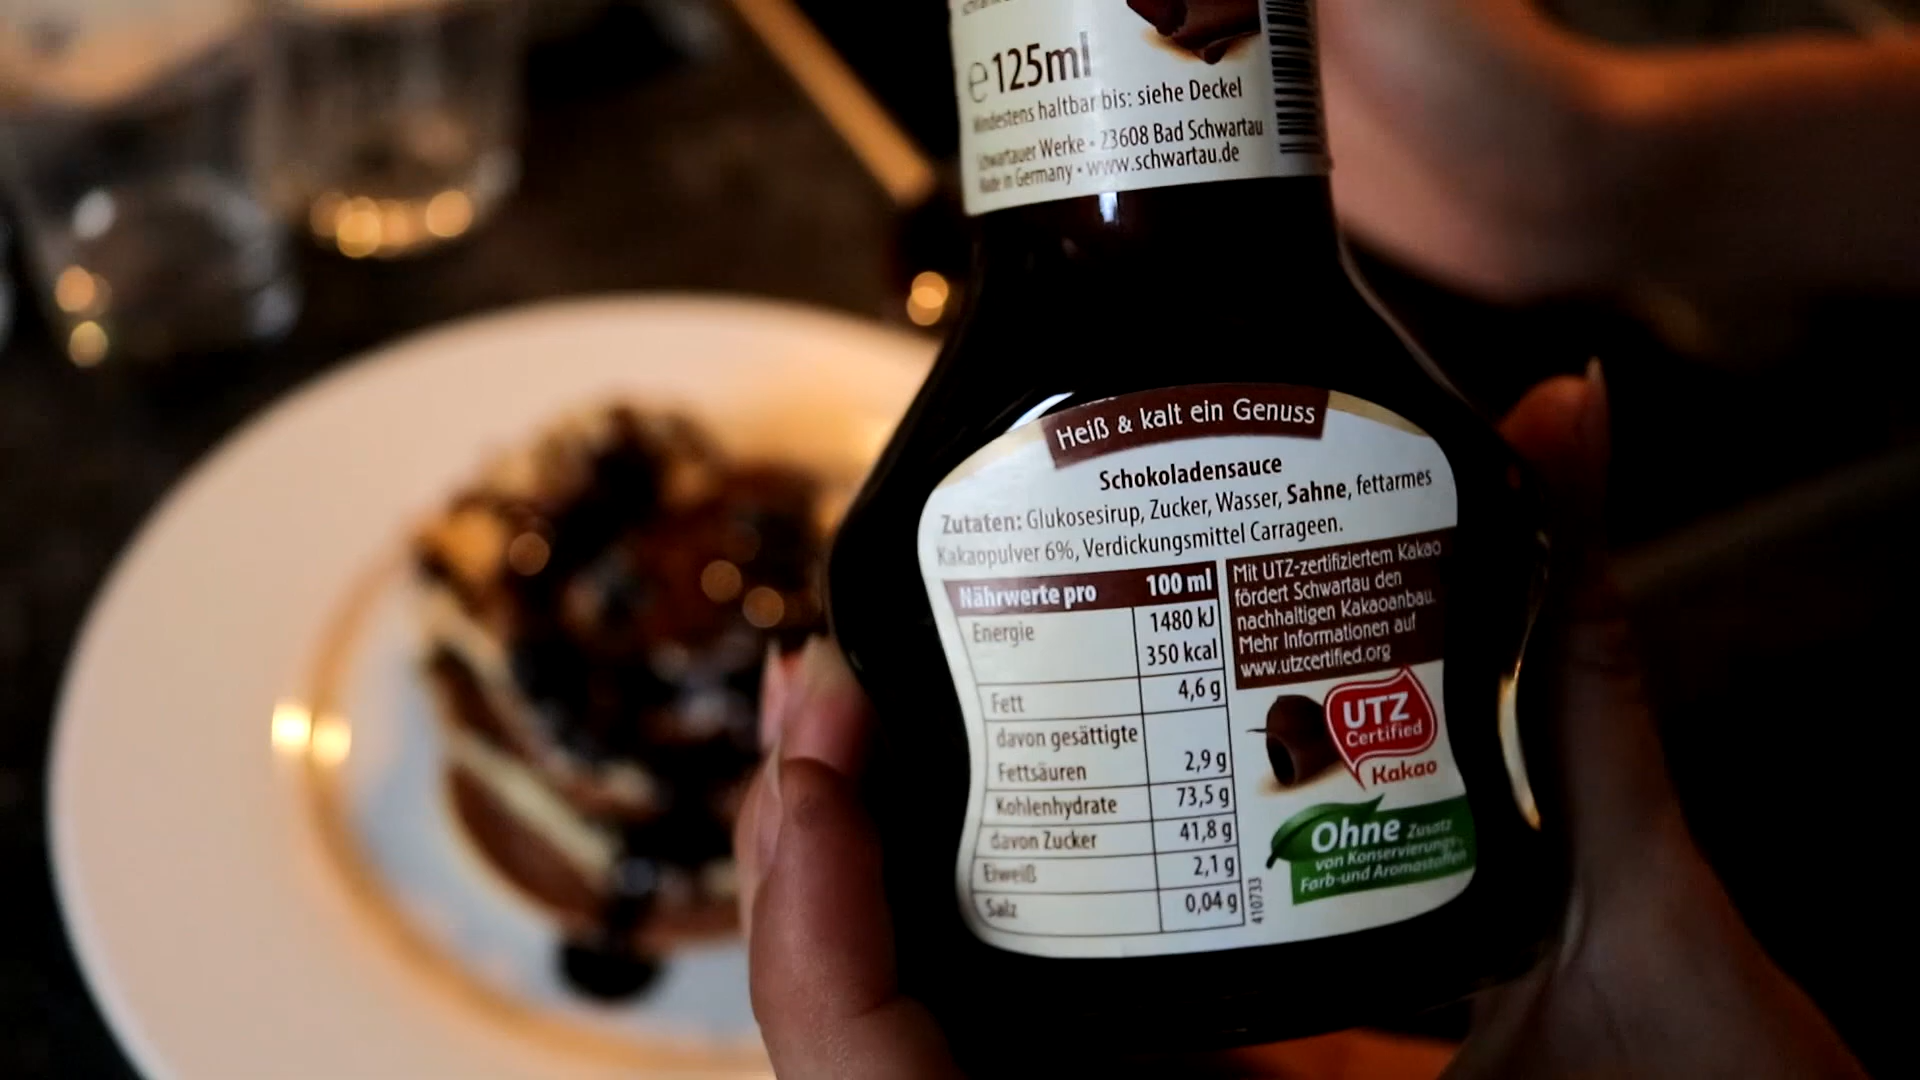 e 125ml
Mindestens haltbar bis: siehe Deckel
Schwartauer Werke • 23608 Bad Schwartau
Made in Germany • www.schwartau.de
Heiß & kalt ein Genuss
Schokoladensauce
Zutaten: Glukosesirup, Zucker, Wasser, Sahne, fettarmes
Kakaopulver 6%, Verdickungsmittel Carrageen.
Nährwerte pro 100 ml
Energie 1480 kJ
350 kcal
Fett 4,6 g
davon gesättigte
Fettsäuren 2,9 g
Kohlenhydrate 73,5 g
davon Zucker 41,8 g
Eiweiß 2,1 g
Salz 0,04 g
Mit UTZ-zertifiziertem Kakao
fördert Schwartau den
nachhaltigen Kakaoanbau.
Mehr Informationen auf
www.utzcertified.org
UTZ
Certified
Kakao
Ohne Zusatz
von Konservierungs-,
Farb-und Aromastoffen
410733